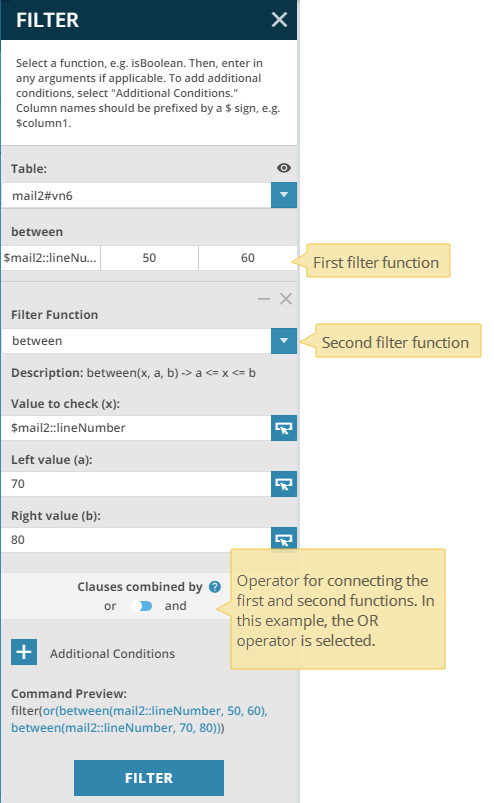 FILTER
Select a function, e.g. isBoolean. Then, enter in
any arguments if applicable. To add additional
conditions, select "Additional Conditions."
Column names should be prefixed by a $ sign, e.g.
$column1.
Table:
mail2#vn6
between
$mail2::lineNu... 50 60
First filter function
Filter Function
between
Second filter function
Description: between(x, a, b) -> a <= x <= b
Value to check (x):
$mail2::lineNumber
Left value (a):
70
Right value (b):
80
Clauses combined by ?
or and
Operator for connecting the
first and second functions. In
this example, the OR
operator is selected.
Additional Conditions
Command Preview:
filter(or(between(mail2::lineNumber, 50, 60),
between(mail2::lineNumber, 70, 80)))
FILTER